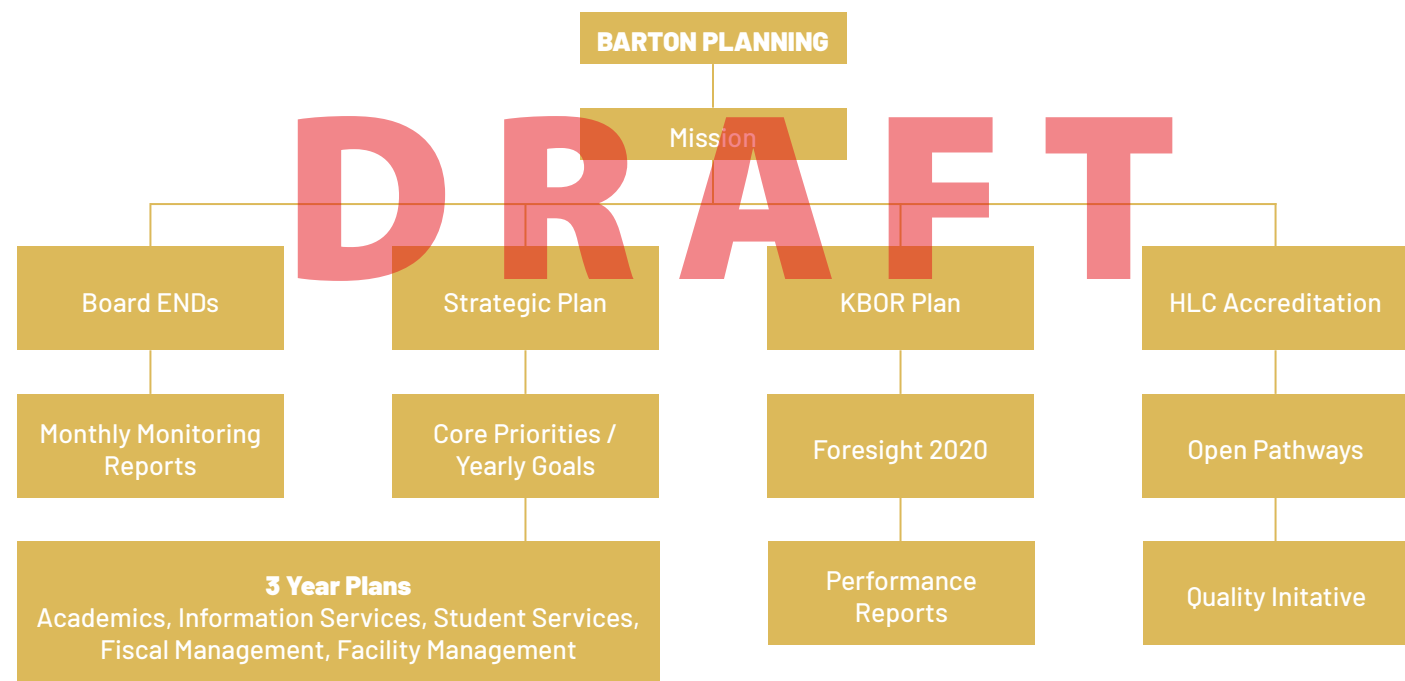 BARTON PLANNING
Mission
DRAFT
Board ENDs
Strategic Plan
KBOR Plan
HLC Accreditation
Monthly Monitoring
Reports
Core Priorities /
Yearly Goals
Foresight 2020
Open Pathways
3 Year Plans
Academics, Information Services, Student Services,
Fiscal Management, Facility Management
Performance
Reports
Quality Initative